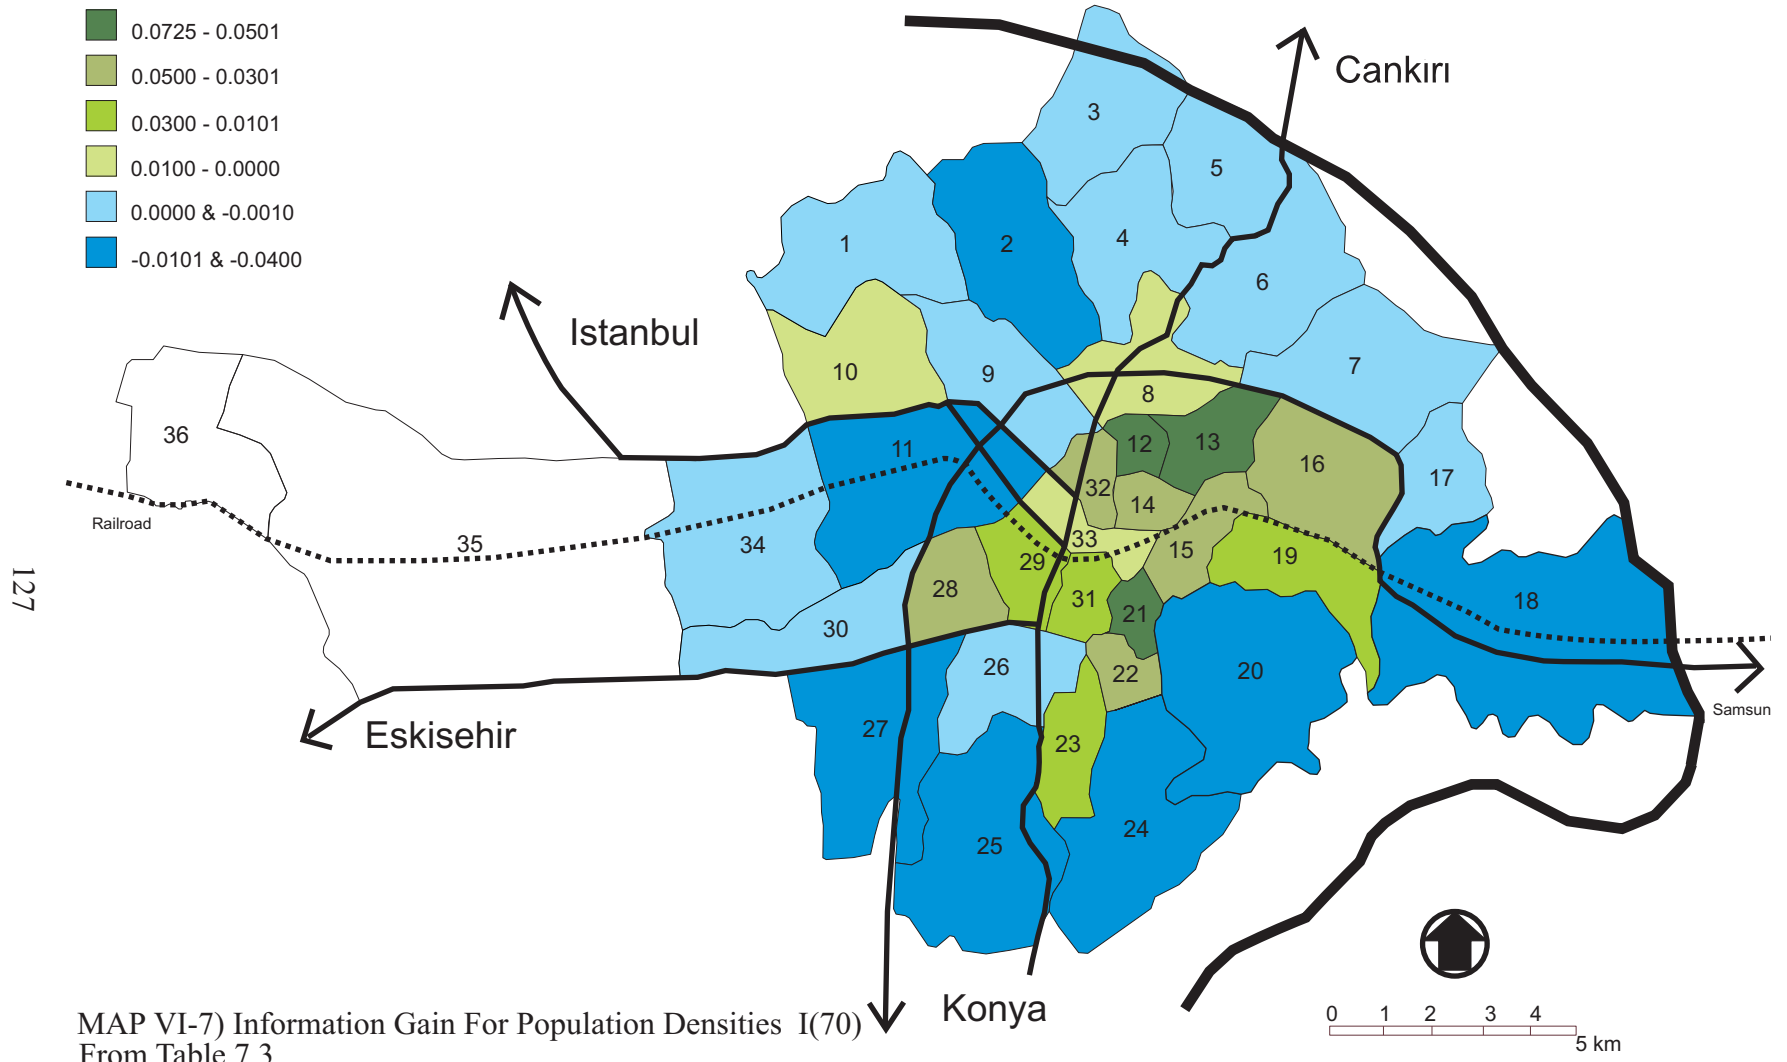 0.0725 - 0.0501
0.0500 - 0.0301
0.0300 - 0.0101
0.0100 - 0.0000
0.0000 & -0.0010
-0.0101 & -0.0400
Cankırı
3
5
1
2
4
6
Istanbul
7
10
9
8
36
11
12
13
16
17
32
14
Railroad
35
34
33
15
19
29
127
28
31
21
18
30
26
22
20
Samsun
Eskisehir
27
23
25
24
Konya
MAP VI-7) Information Gain For Population Densities I(70)
From Table 7.3
0 1 2 3 4
5 km